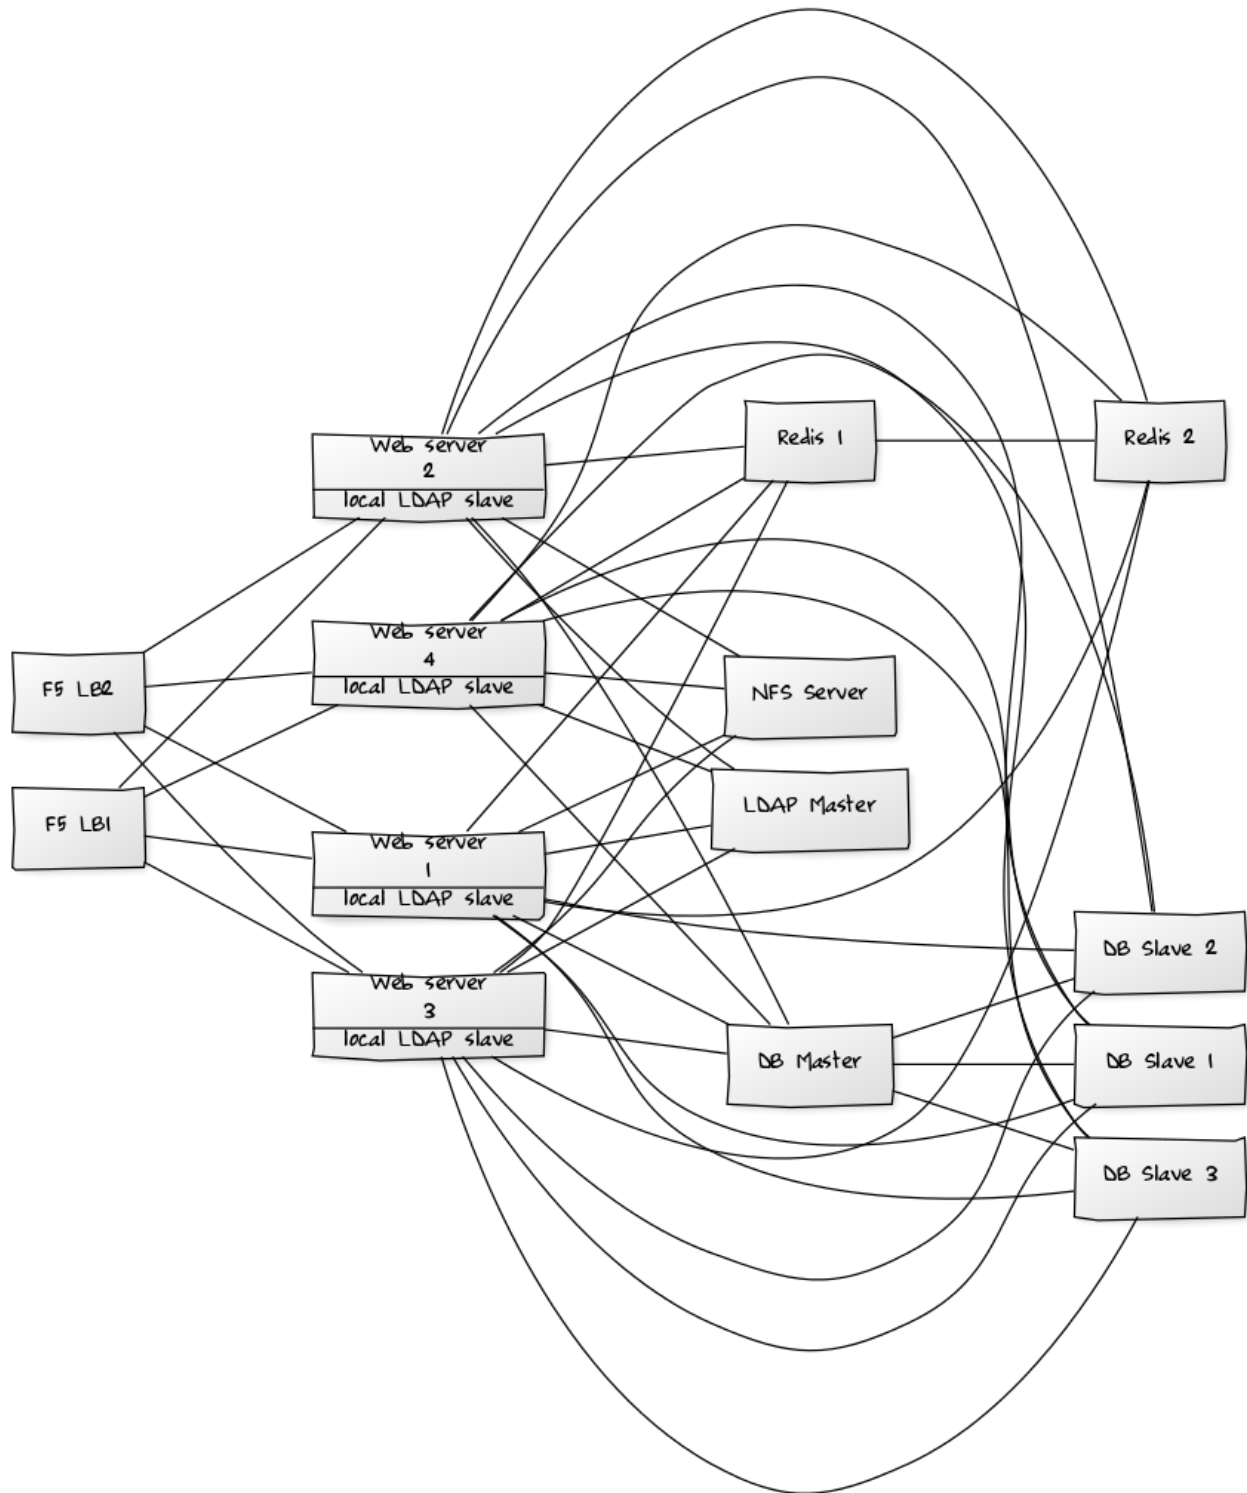 Web server
2
local LDAP slave
Redis 1
Redis 2
Web server
4
local LDAP slave
F5 LB2
NFS Server
F5 LB1
LDAP Master
Web server
1
local LDAP slave
DB Slave 2
Web server
3
local LDAP slave
DB Master
DB Slave 1
DB Slave 3